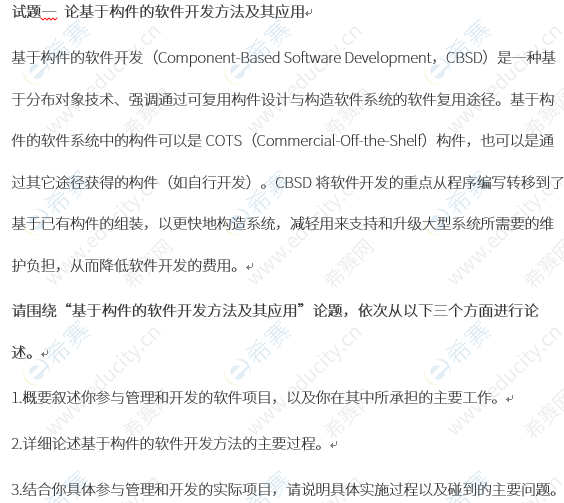 试题一 论基于构件的软件开发方法及其应用
基于构件的软件开发（Component-Based Software Development，CBSD）是一种基
于分布对象技术、强调通过可复用构件设计与构造软件系统的软件复用途径。基于构
件的软件系统中的构件可以是 COTS（Commercial-Off-the-Shelf）构件，也可以是通
过其它途径获得的构件（如自行开发）。CBSD 将软件开发的重点从程序编写转移到了
基于已有构件的组装，以更快地构造系统，减轻用来支持和升级大型系统所需要的维
护负担，从而降低软件开发的费用。
请围绕“基于构件的软件开发方法及其应用”论题，依次从以下三个方面进行论
述。
1.概要叙述你参与管理和开发的软件项目，以及你在其中所承担的主要工作。
2.详细论述基于构件的软件开发方法的主要过程。
3.结合你具体参与管理和开发的实际项目，请说明具体实施过程以及碰到的主要问题。